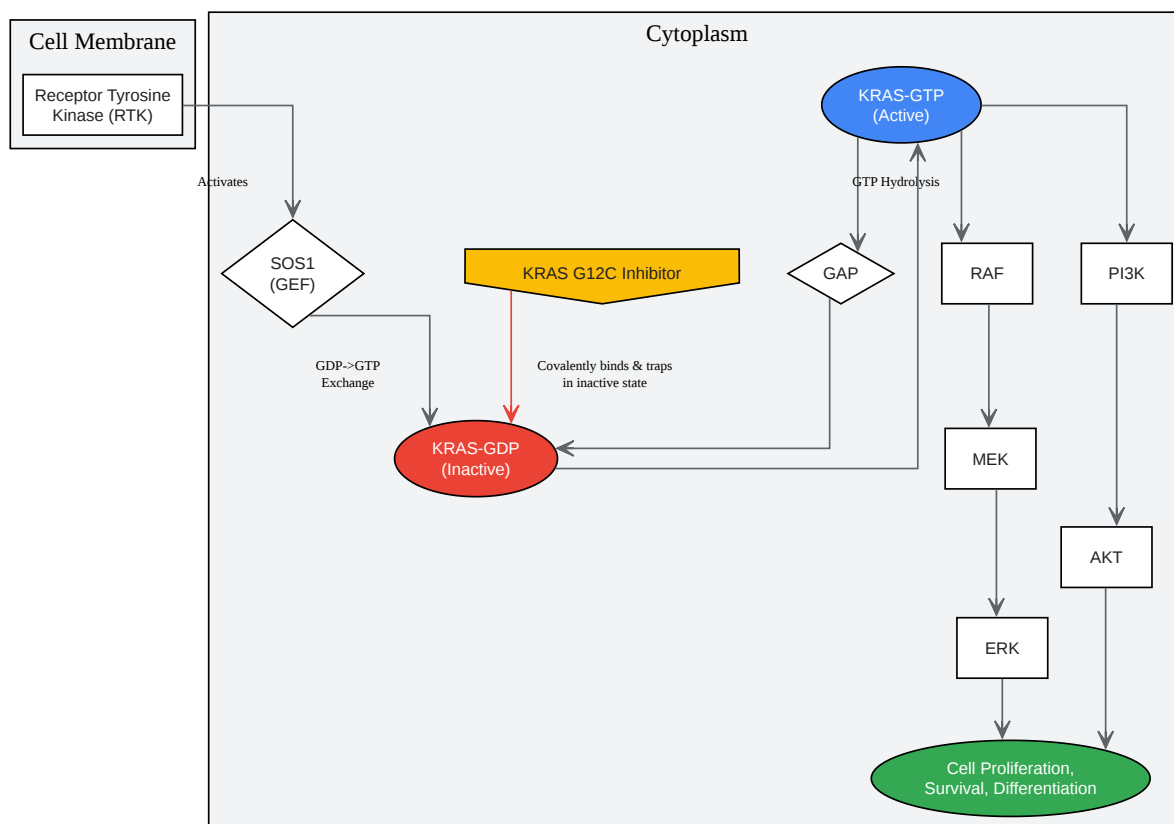 Cell Membrane
Receptor Tyrosine
Kinase (RTK)
Cytoplasm
KRAS-GTP
(Active)
Activates
GTP Hydrolysis
SOS1
(GEF)
KRAS G12C Inhibitor
GAP
RAF
PI3K
GDP->GTP
Exchange
Covalently binds & traps
in inactive state
KRAS-GDP
(Inactive)
MEK
AKT
ERK
Cell Proliferation,
Survival, Differentiation